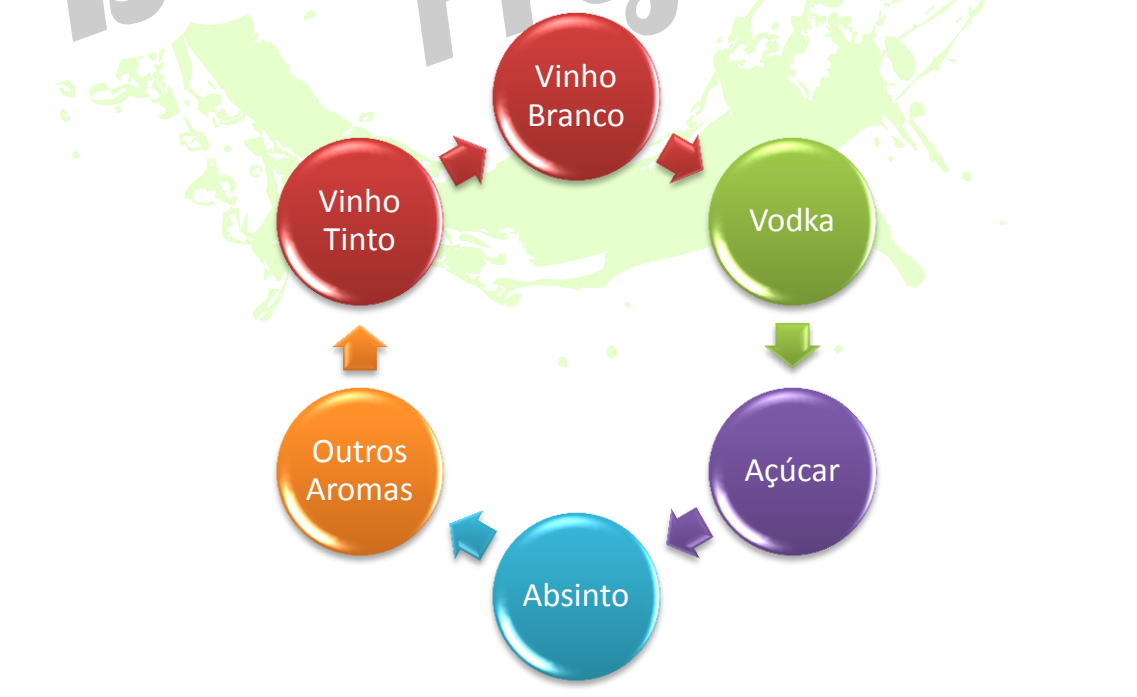 Vinho
Branco
Vodka
Açúcar
Absinto
Outros
Aromas
Vinho
Tinto